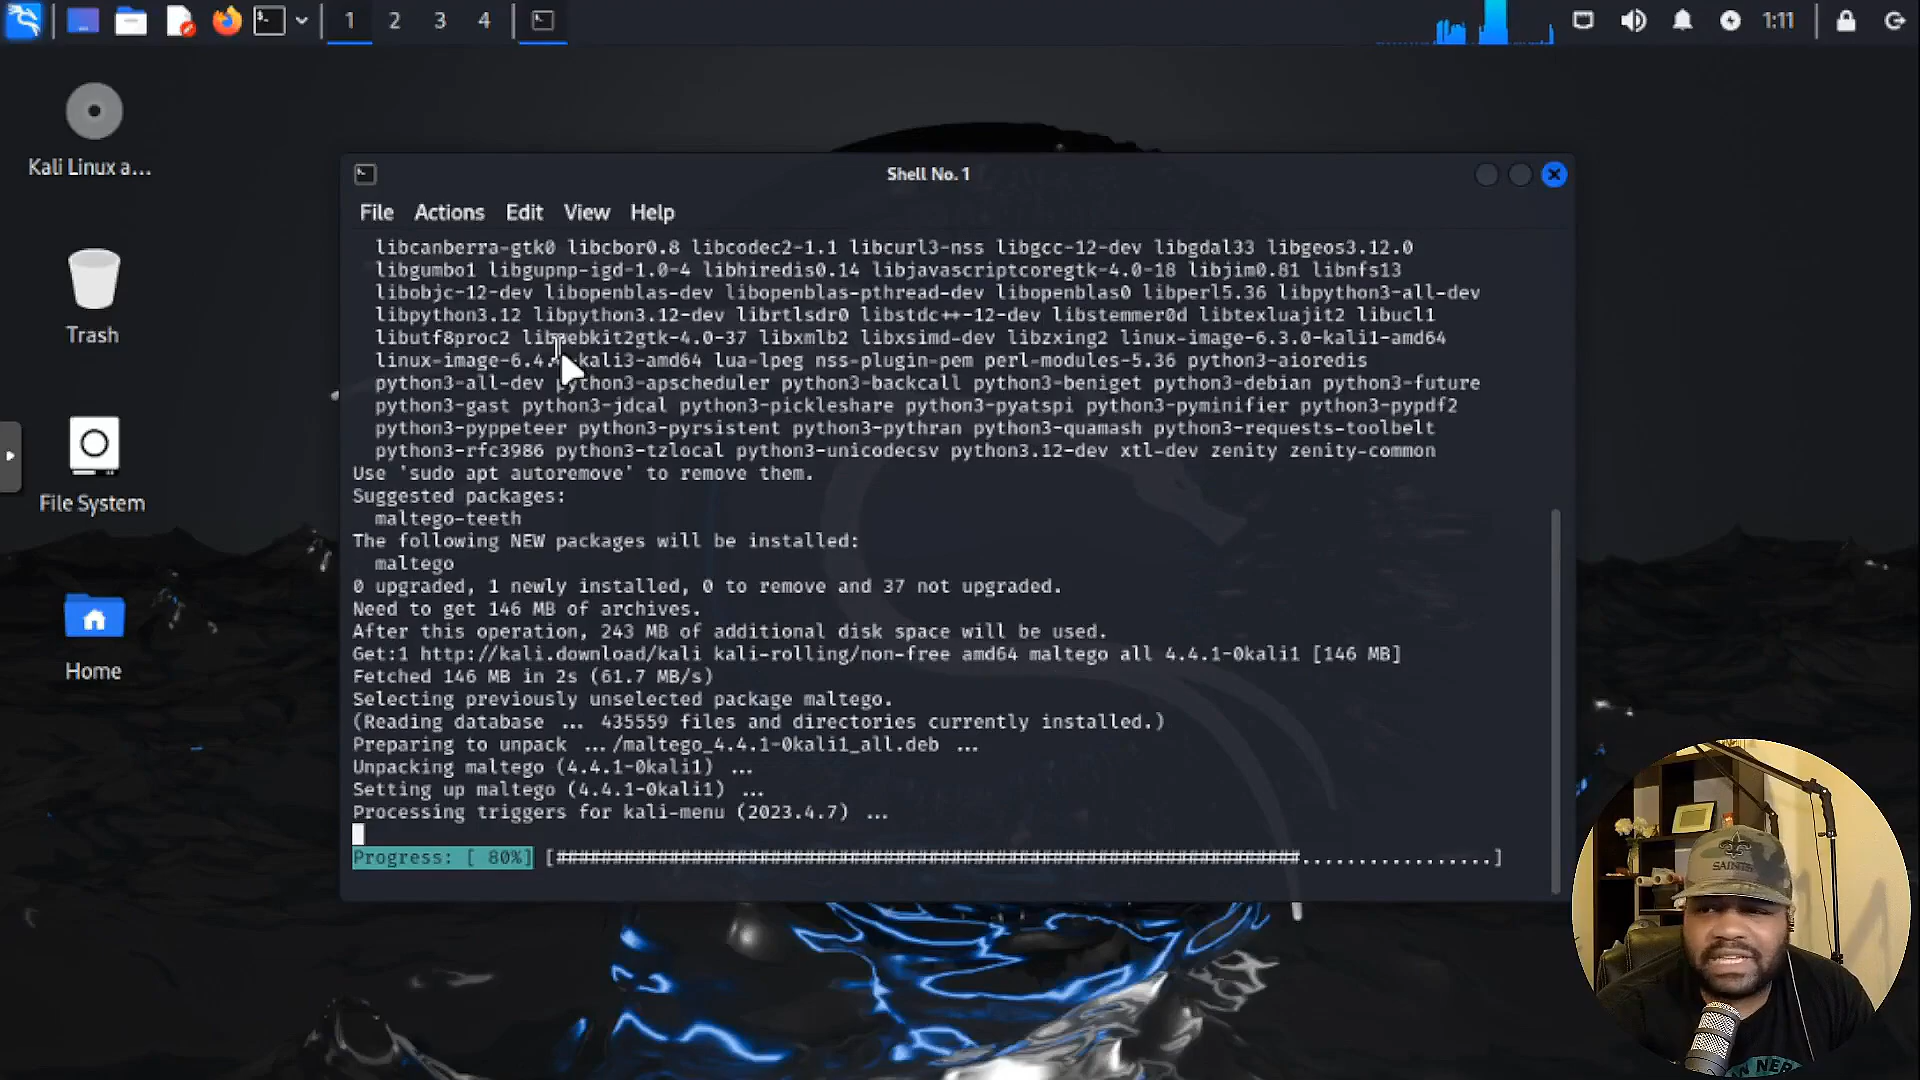 1 2 3 4 1:11
Kali Linux a...
Trash
File System
Home
Shell No. 1
File Actions Edit View Help
libcanberra-gtk0 libcbor0.8 libcodec2-1.1 libcurl3-nss libgcc-12-dev libgdal33 libgeos3.12.0
libgumbo1 libgupnp-igd-1.0-4 libhiredis0.14 libjavascriptcoregtk-4.0-18 libjim0.81 libnfs13
libobjc-12-dev libopenblas-dev libopenblas-pthread-dev libopenblas0 libperl5.36 libpython3-all-dev
libpython3.12 libpython3.12-dev librtlsdr0 libstdc++-12-dev libstemmer0d libtexluajit2 libucl1
libutf8proc2 libwebkit2gtk-4.0-37 libxmlb2 libxsimd-dev libzxing2 linux-image-6.3.0-kali1-amd64
lua-lpeg nss-plugin-pem perl-modules-5.36 python3-aioredis
python3-all-dev python3-apscheduler python3-backcall python3-beniget python3-debian python3-future
python3-gast python3-jdcal python3-pickleshare python3-pyatspi python3-pyminifier python3-pypdf2
python3-pyppeteer python3-pyrsistent python3-pythran python3-quamash python3-requests-toolbelt
python3-rfc3986 python3-tzlocal python3-unicodecsv python3.12-dev xtl-dev zenity zenity-common
Use 'sudo apt autoremove' to remove them.
Suggested packages:
maltego-teeth
The following NEW packages will be installed:
maltego
0 upgraded, 1 newly installed, 0 to remove and 37 not upgraded.
Need to get 146 MB of archives.
After this operation, 243 MB of additional disk space will be used.
Get:1 http://kali.download/kali kali-rolling/non-free amd64 maltego all 4.4.1-0kali1 [146 MB]
Fetched 146 MB in 2s (61.7 MB/s)
Selecting previously unselected package maltego.
(Reading database ... 435559 files and directories currently installed.)
Preparing to unpack .../maltego_4.4.1-0kali1_all.deb ...
Unpacking maltego (4.4.1-0kali1) ...
Setting up maltego (4.4.1-0kali1) ...
Processing triggers for kali-menu (2023.4.7) ...
Progress: [ 80%] [##################################################################................]
SAINTS